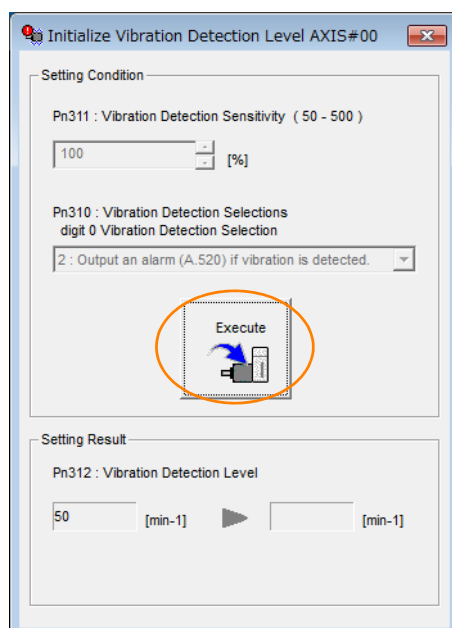 Initialize Vibration Detection Level AXIS#00
Setting Condition
Pn311 : Vibration Detection Sensitivity ( 50 - 500 )
100
[%]
Pn310 : Vibration Detection Selections
digit 0 Vibration Detection Selection
2 : Output an alarm (A.520) if vibration is detected.
Execute
Setting Result
Pn312 : Vibration Detection Level
50 [min-1] [min-1]